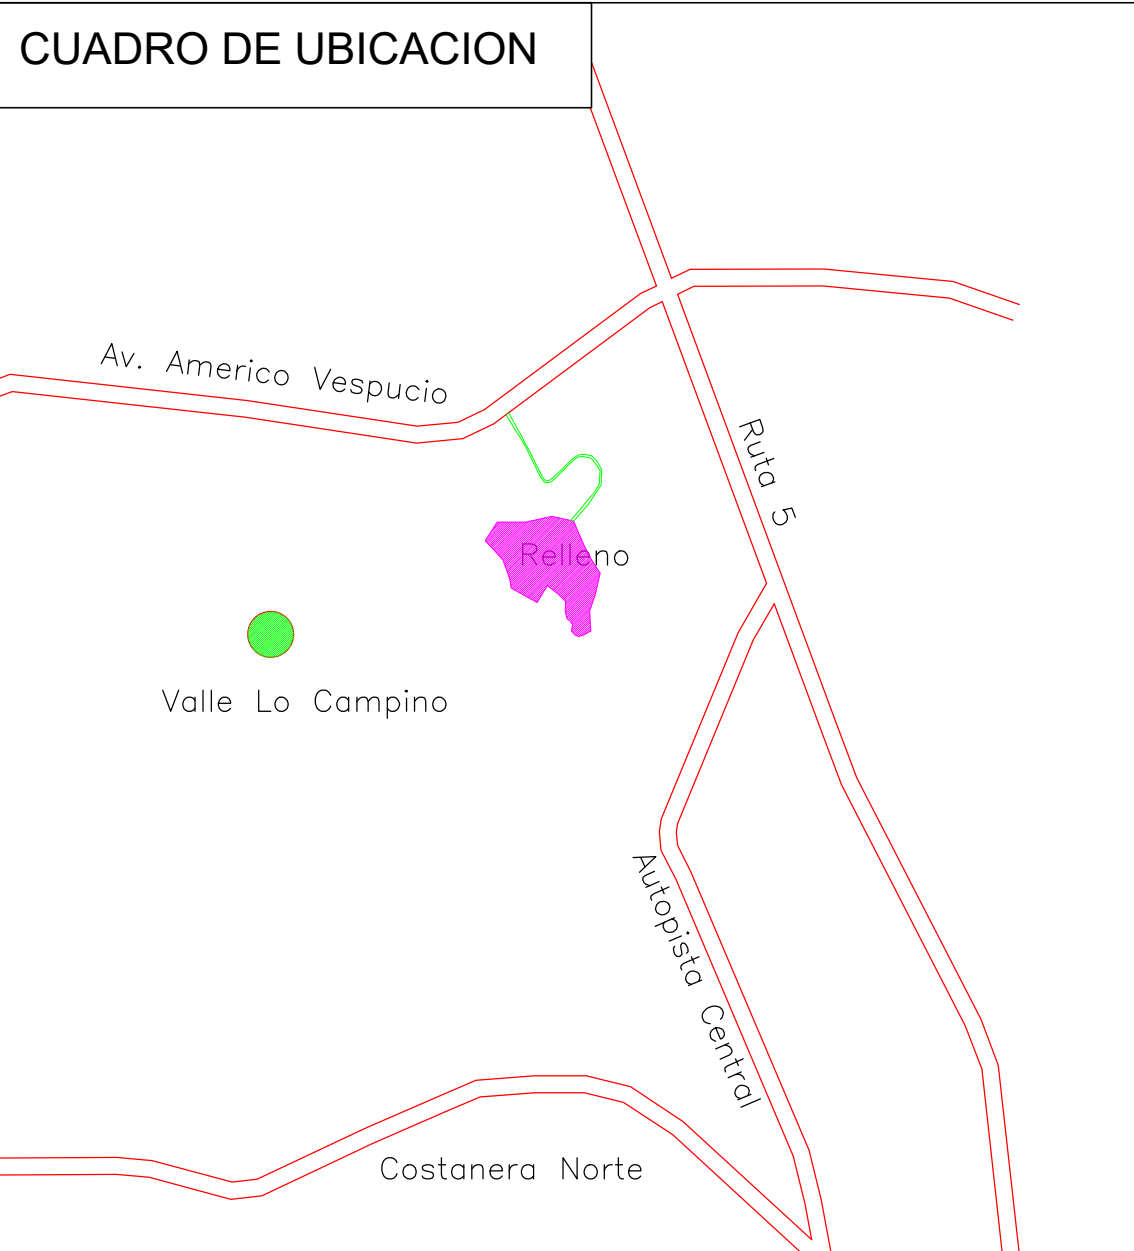 CUADRO DE UBICACION
Av. Americo Vespucio
Ruta 5
Relleno
Valle Lo Campino
Autopista Central
Costanera Norte